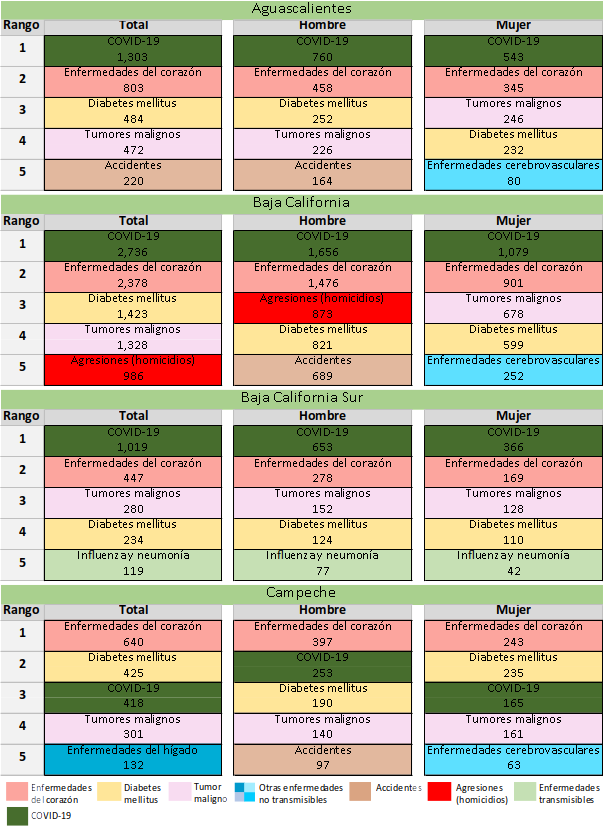 Aguascalientes
Rango Total Hombre Mujer
1 COVID-19 COVID-19 COVID-19
1,303 760 543
2 Enfermedades del corazón Enfermedades del corazón Enfermedades del corazón
803 458 345
3 Diabetes mellitus Diabetes mellitus Tumores malignos
484 252 246
4 Tumores malignos Tumores malignos Diabetes mellitus
472 226 232
5 Accidentes Accidentes Enfermedades cerebrovasculares
220 164 80
Baja California
Rango Total Hombre Mujer
1 COVID-19 COVID-19 COVID-19
2,736 1,656 1,079
2 Enfermedades del corazón Enfermedades del corazón Enfermedades del corazón
2,378 1,476 901
3 Diabetes mellitus Agresiones (homicidios) Tumores malignos
1,423 873 678
4 Tumores malignos Diabetes mellitus Diabetes mellitus
1,328 821 599
5 Agresiones (homicidios) Accidentes Enfermedades cerebrovasculares
986 689 252
Baja California Sur
Rango Total Hombre Mujer
1 COVID-19 COVID-19 COVID-19
1,019 653 366
2 Enfermedades del corazón Enfermedades del corazón Enfermedades del corazón
447 278 169
3 Tumores malignos Tumores malignos Tumores malignos
280 152 128
4 Diabetes mellitus Diabetes mellitus Diabetes mellitus
234 124 110
5 Influenza y neumonía Influenza y neumonía Influenza y neumonía
119 77 42
Campeche
Rango Total Hombre Mujer
1 Enfermedades del corazón Enfermedades del corazón Enfermedades del corazón
640 397 243
2 Diabetes mellitus COVID-19 Diabetes mellitus
425 253 235
3 COVID-19 Diabetes mellitus COVID-19
418 190 165
4 Tumores malignos Tumores malignos Tumores malignos
301 140 161
5 Enfermedades del hígado Accidentes Enfermedades cerebrovasculares
132 97 63
Enfermedades del corazón
Diabetes mellitus
Tumor maligno
Otras enfermedades no transmisibles
Accidentes
Agresiones (homicidios)
Enfermedades transmisibles
COVID-19